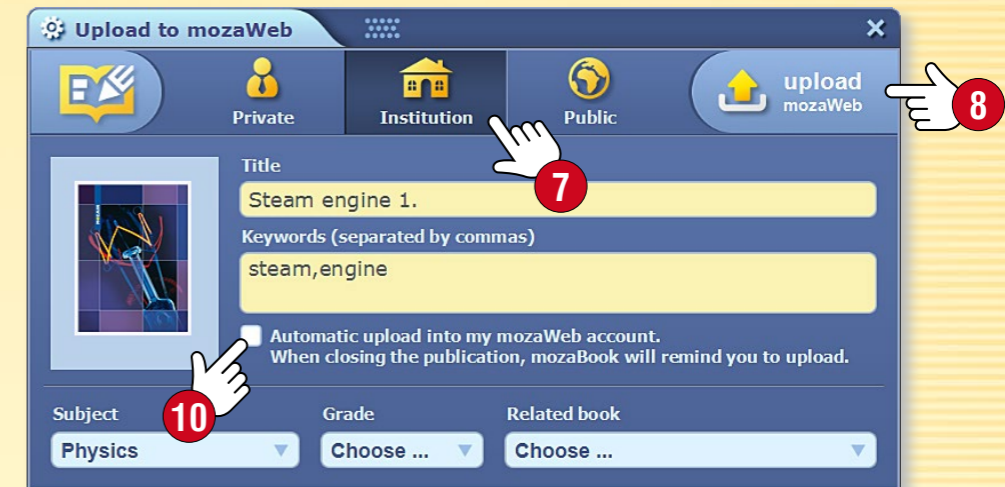 Upload to mozaWeb
Private
Institution
Public
upload
mozaWeb
8
7
Title
Steam engine 1.
Keywords (separated by commas)
steam,engine
Automatic upload into my mozaWeb account.
When closing the publication, mozaBook will remind you to upload.
10
Subject
Grade
Related book
Physics
Choose ...
Choose ...